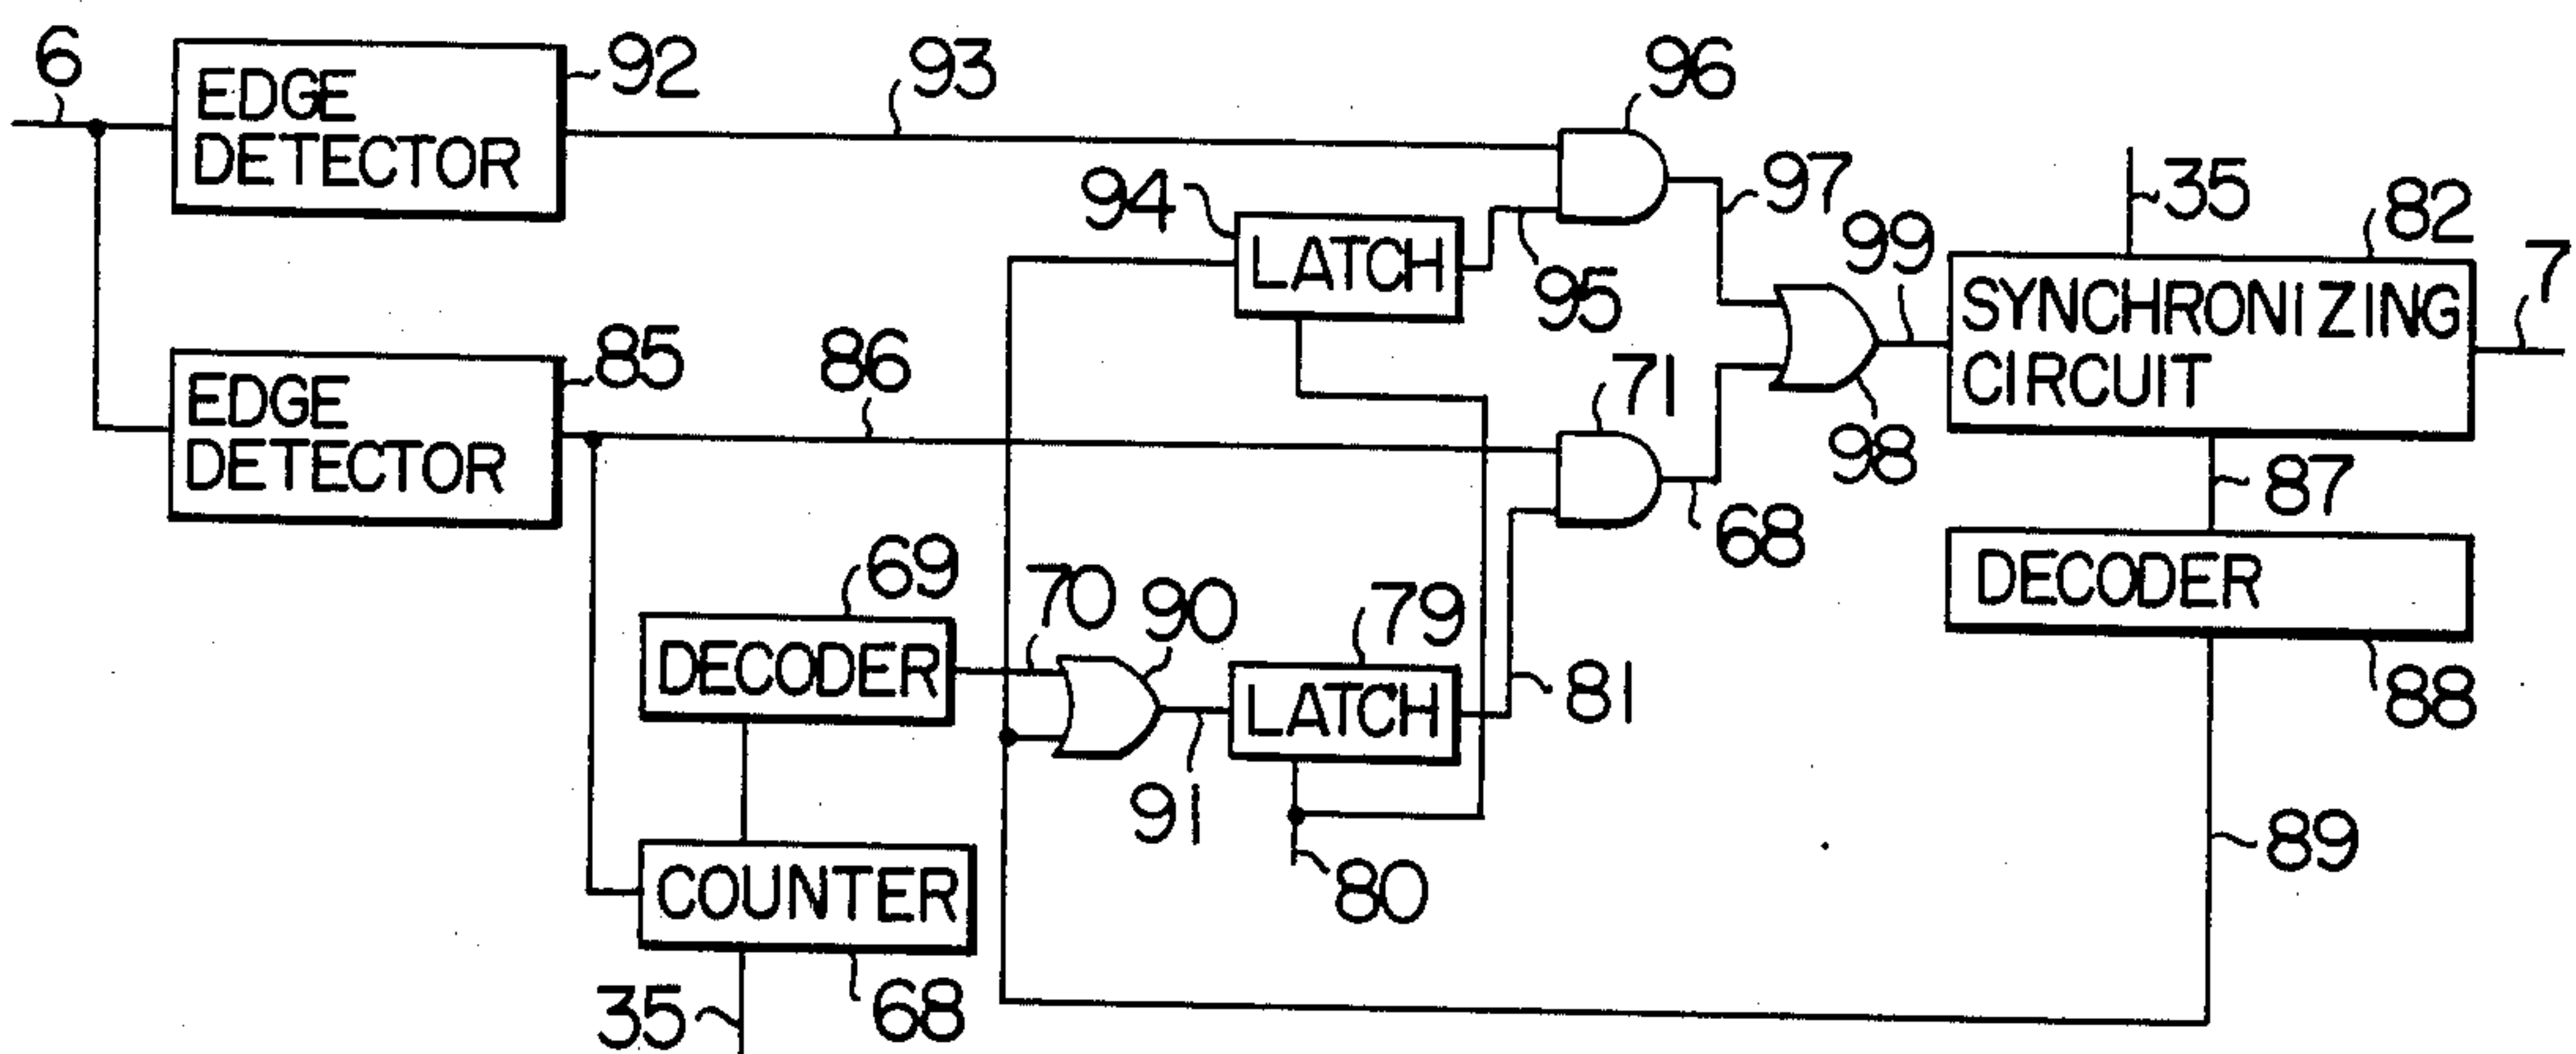 6
EDGE
DETECTOR
92
93
96
94
LATCH
95
97
99
35
82
SYNCHRONIZING
CIRCUIT
7
EDGE
DETECTOR
85
86
71
68
98
87
DECODER
88
69
DECODER
70
90
91
79
LATCH
81
80
89
COUNTER
35
68